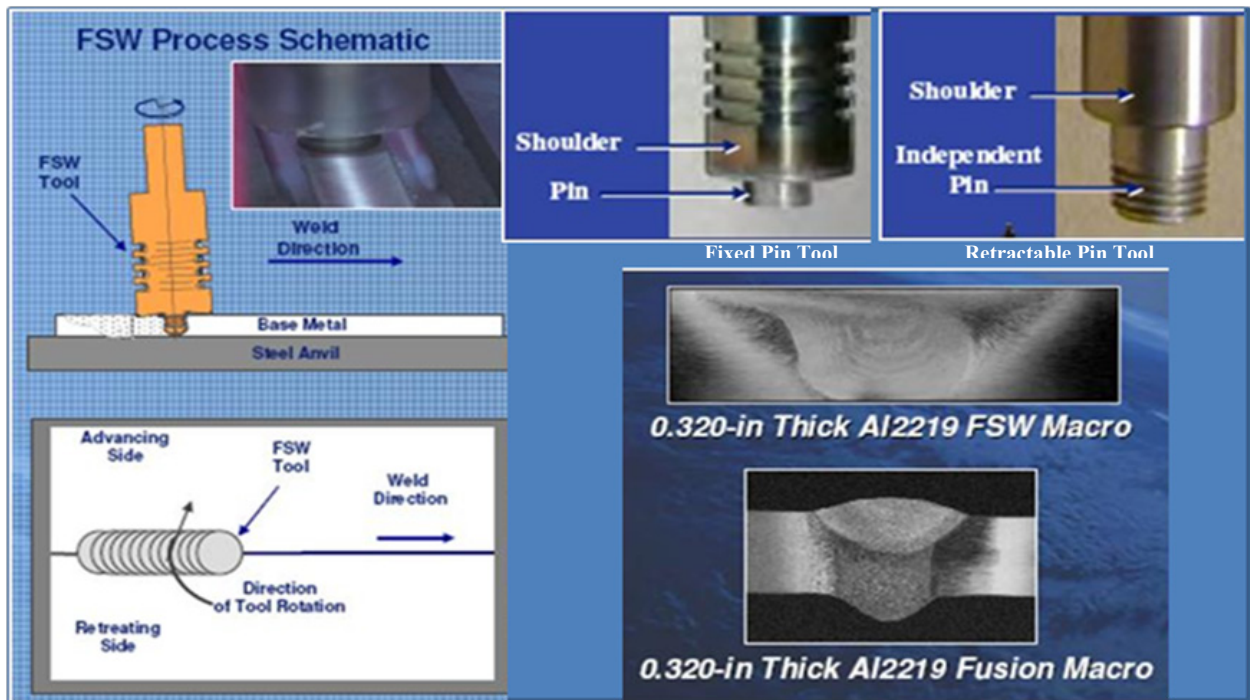 FSW Process Schematic
FSW
Tool
Weld
Direction
Base Metal
Steel Anvil
Advancing
Side
FSW
Tool
Weld
Direction
Direction
of Tool Rotation
Retreating
Side
Shoulder
Pin
Fixed Pin Tool
Shoulder
Independent
Pin
Retractable Pin Tool
0.320-in Thick Al2219 FSW Macro
0.320-in Thick Al2219 Fusion Macro